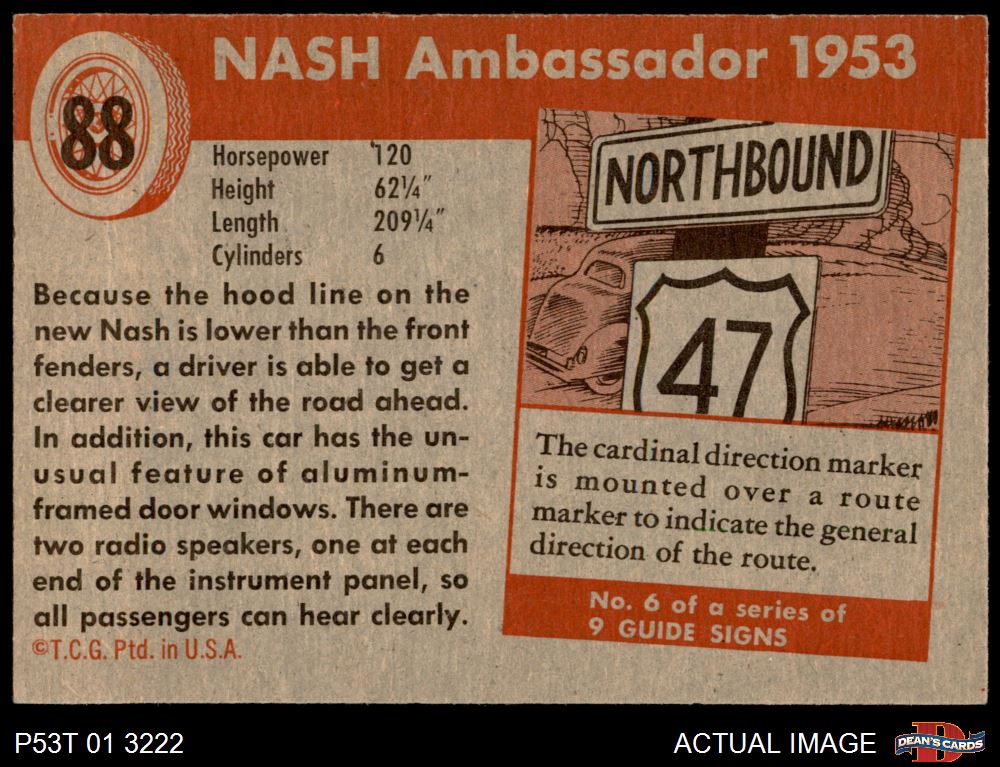 NASH Ambassador 1953
88
Horsepower 120
Height 62¼"
Length 209¼"
Cylinders 6
Because the hood line on the
new Nash is lower than the front
fenders, a driver is able to get a
clearer view of the road ahead.
In addition, this car has the un-
usual feature of aluminum-
framed door windows. There are
two radio speakers, one at each
end of the instrument panel, so
all passengers can hear clearly.
©T.C.G. Ptd. in U.S.A.
NORTHBOUND
47
The cardinal direction marker
is mounted over a route
marker to indicate the general
direction of the route.
No. 6 of a series of
9 GUIDE SIGNS
P53T 01 3222
ACTUAL IMAGE
DEAN'S CARDS